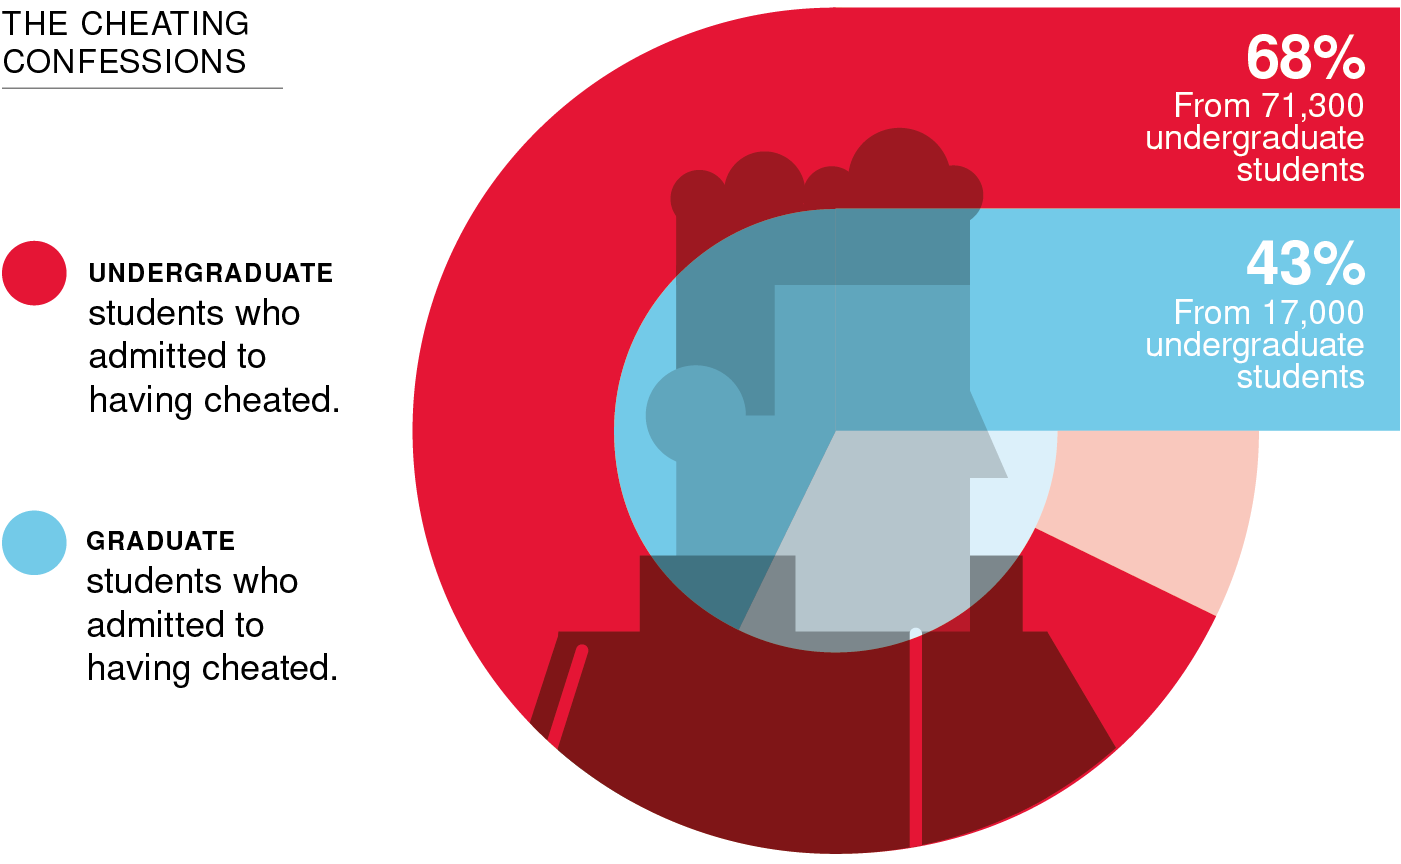 THE CHEATING
CONFESSIONS
68%
From 71,300
undergraduate
students
43%
From 17,000
undergraduate
students
UNDERGRADUATE
students who
admitted to
having cheated.
GRADUATE
students who
admitted to
having cheated.